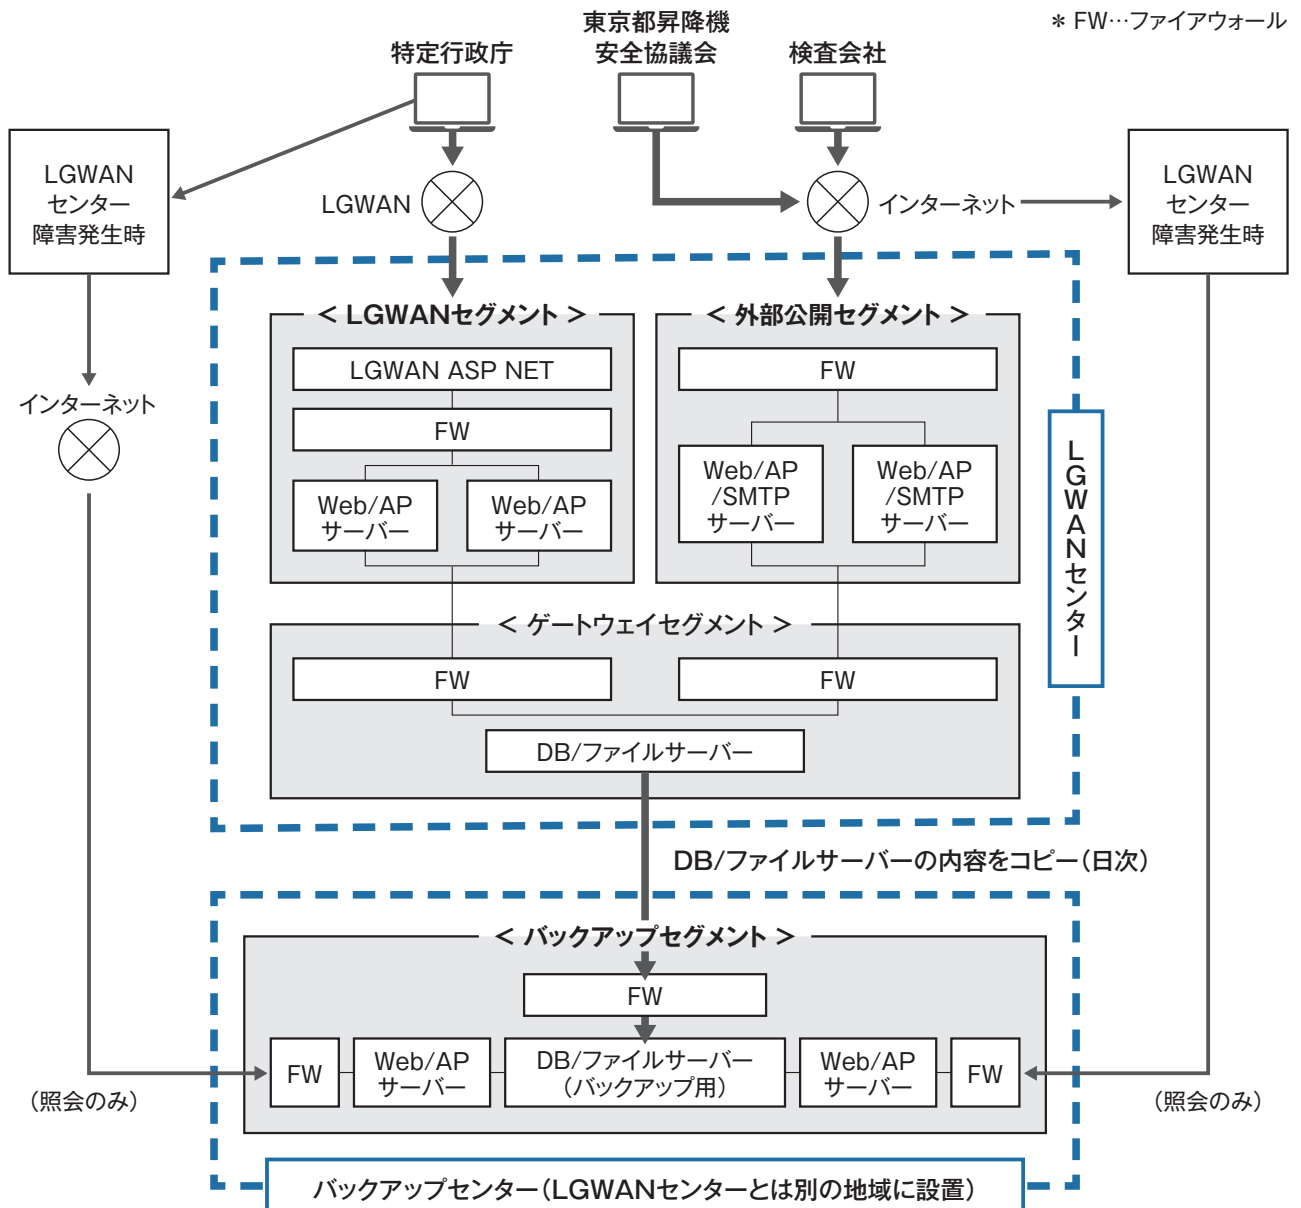 ＊FW…ファイアウォール
特定行政庁
東京都昇降機
安全協議会
検査会社
LGWAN
センター
障害発生時
LGWAN
インターネット
LGWAN
センター
障害発生時
＜ LGWANセグメント ＞
LGWAN ASP NET
FW
Web/AP
サーバー
Web/AP
サーバー
＜ 外部公開セグメント ＞
FW
Web/AP
/SMTP
サーバー
Web/AP
/SMTP
サーバー
インターネット
LGWANセンター
＜ ゲートウェイセグメント ＞
FW
FW
DB/ファイルサーバー
DB/ファイルサーバーの内容をコピー（日次）
＜ バックアップセグメント ＞
FW
FW
Web/AP
サーバー
DB/ファイルサーバー
（バックアップ用）
Web/AP
サーバー
FW
（照会のみ）
（照会のみ）
バックアップセンター（LGWANセンターとは別の地域に設置）